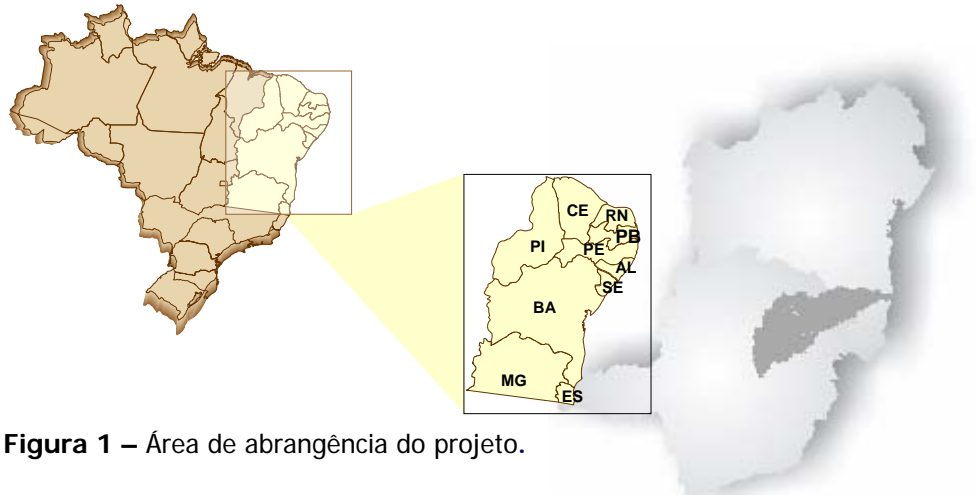 CE
RN
PB
PI
PE
AL
SE
BA
MG
ES
Figura 1 – Área de abrangência do projeto.